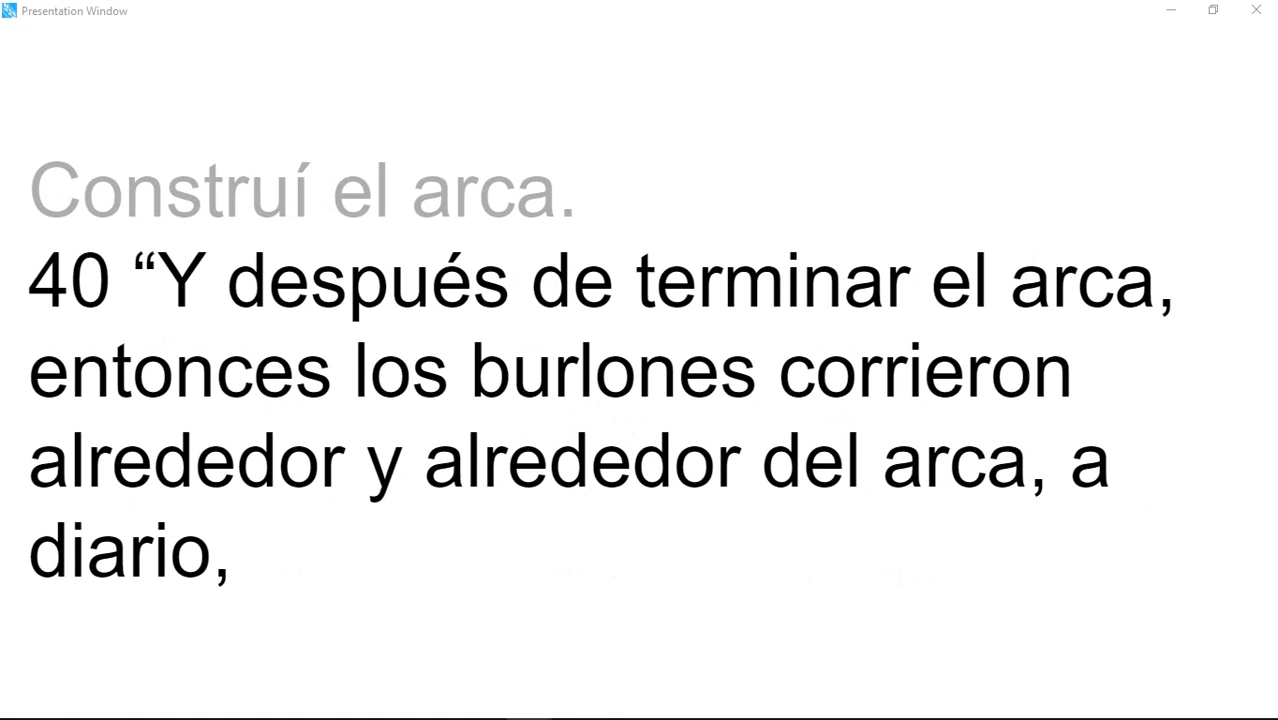 Presentation Window
Construí el arca.
40 “Y después de terminar el arca,
entonces los burlones corrieron
alrededor y alrededor del arca, a
diario,